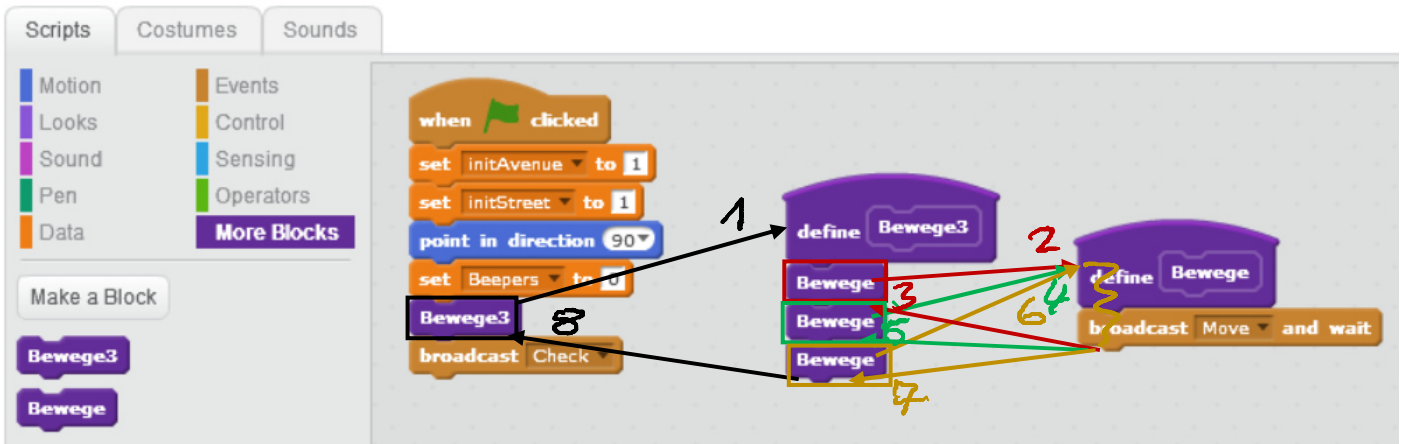 Scripts Costumes Sounds
Motion Events
Looks Control
Sound Sensing
Pen Operators
Data More Blocks
Make a Block
Bewege3
Bewege
when clicked
set initAvenue to 1
set initStreet to 1
point in direction 90
set Beepers to 0
Bewege3
broadcast Check
define Bewege3
Bewege
Bewege
Bewege
define Bewege
broadcast Move and wait
1
2
3
4
5
6
7
8